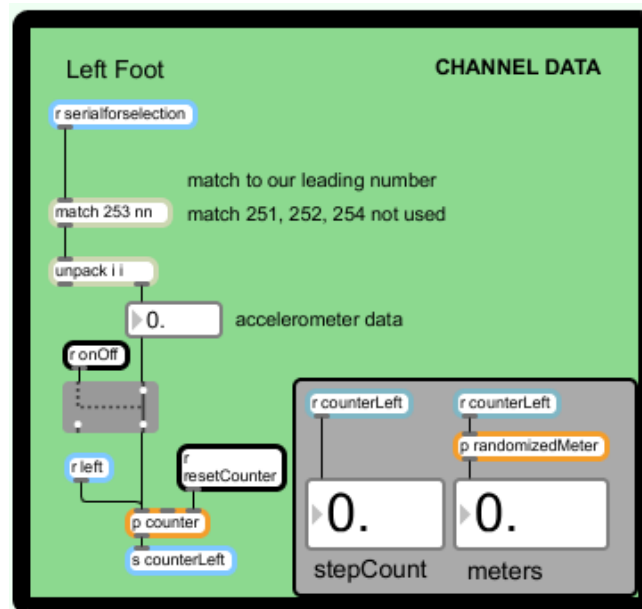 Left Foot
CHANNEL DATA
r serialforselection
match to our leading number
match 253 nn
match 251, 252, 254 not used
unpack i i
0.
accelerometer data
r onOff
r left
r
resetCounter
p counter
s counterLeft
r counterLeft
r counterLeft
p randomizedMeter
0.
0.
stepCount
meters